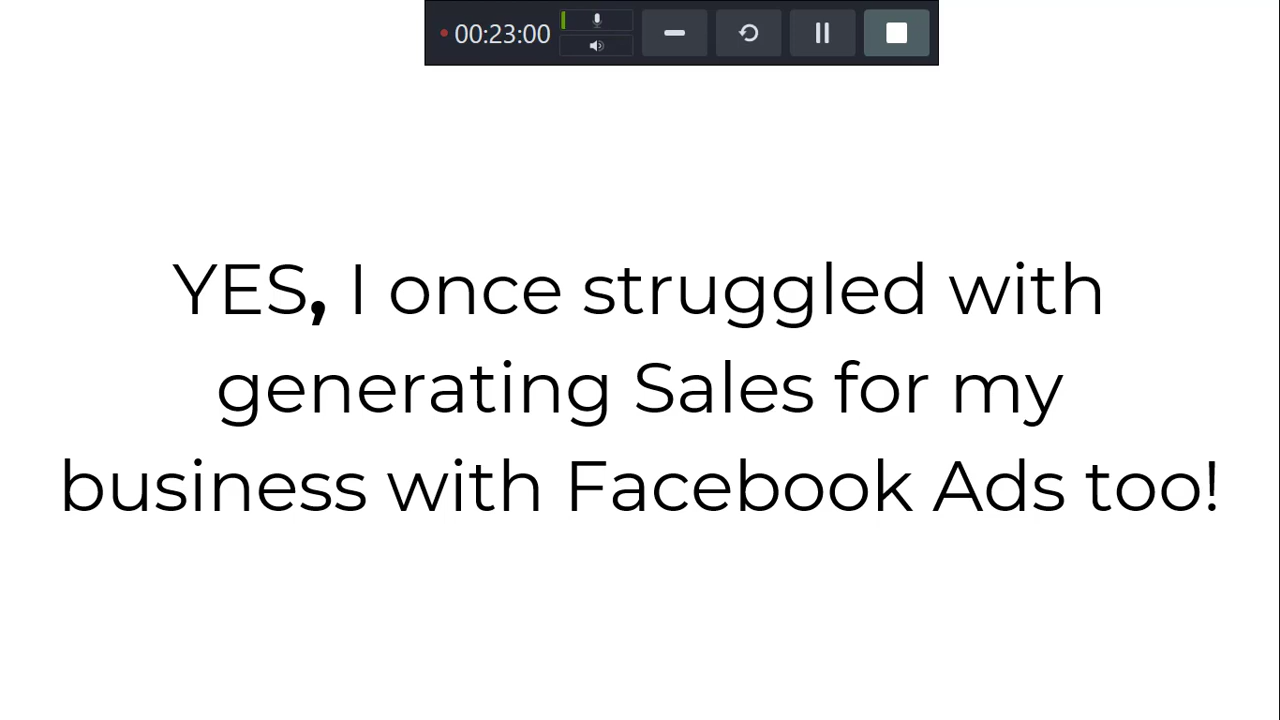 00:23:00
YES, I once struggled with
generating Sales for my
business with Facebook Ads too!